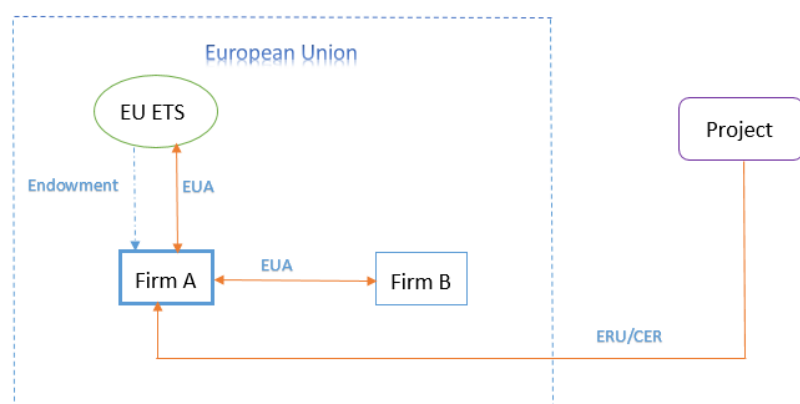 European Union
EU ETS
Project
Endowment
EUA
Firm A
EUA
Firm B
ERU/CER